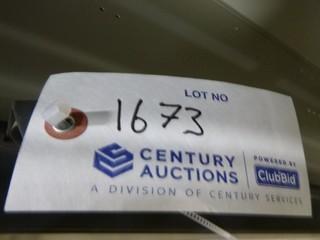 LOT NO
1673
CENTURY AUCTIONS
POWERED BY
ClubBid
A DIVISION OF CENTURY SERVICES